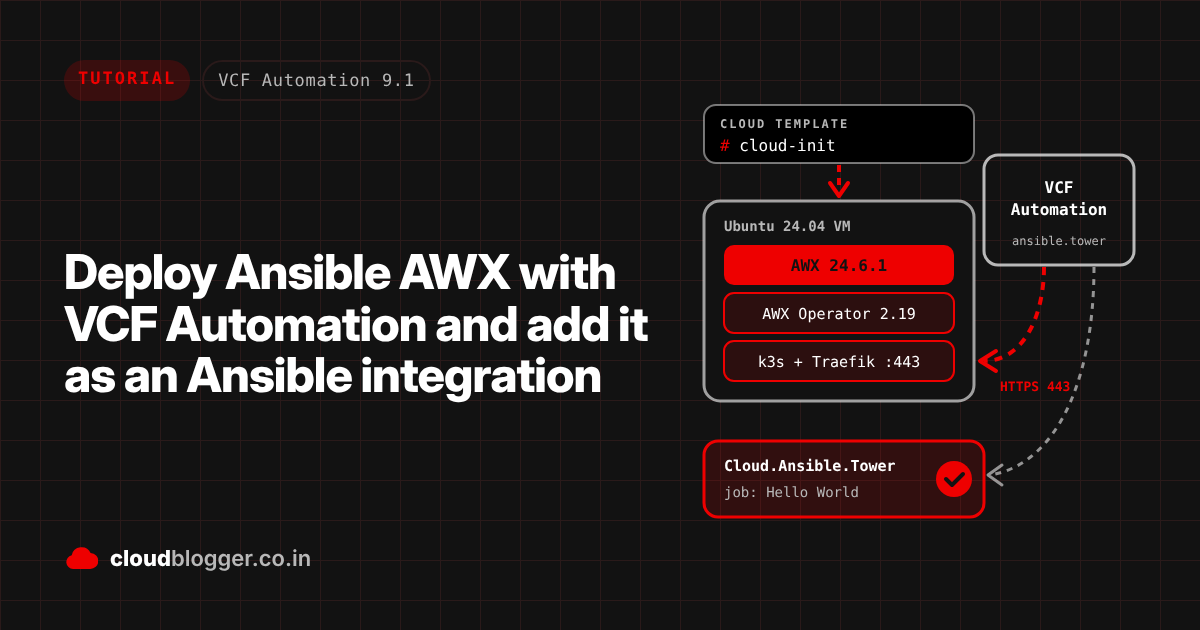 TUTORIAL
VCF Automation 9.1
Deploy Ansible AWX with
VCF Automation and add it
as an Ansible integration
cloudblogger.co.in
CLOUD TEMPLATE
# cloud-init
VCF
Automation
ansible.tower
Ubuntu 24.04 VM
AWX 24.6.1
AWX Operator 2.19
k3s + Traefik :443
HTTPS 443
Cloud.Ansible.Tower
job: Hello World